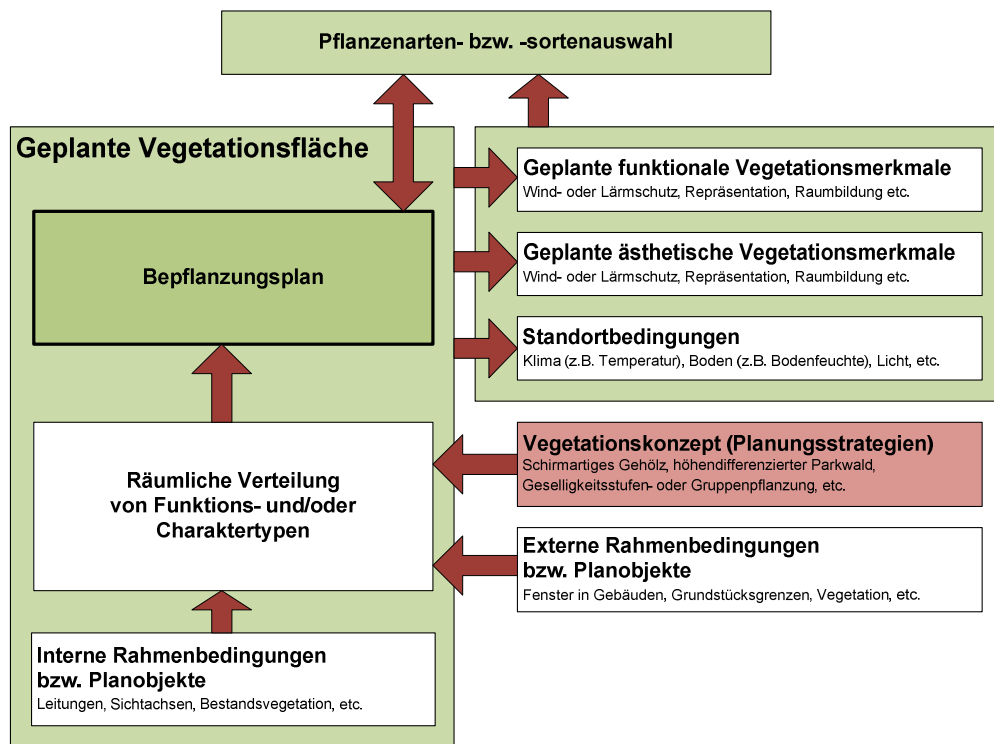 Pflanzenarten- bzw. -sortenauswahl
Geplante Vegetationsfläche
Bepflanzungsplan
Räumliche Verteilung
von Funktions- und/oder
Charaktertypen
Interne Rahmenbedingungen
bzw. Planobjekte
Leitungen, Sichtachsen, Bestandsvegetation, etc.
Geplante funktionale Vegetationsmerkmale
Wind- oder Lärmschutz, Repräsentation, Raumbildung etc.
Geplante ästhetische Vegetationsmerkmale
Wind- oder Lärmschutz, Repräsentation, Raumbildung etc.
Standortbedingungen
Klima (z.B. Temperatur), Boden (z.B. Bodenfeuchte), Licht, etc.
Vegetationskonzept (Planungsstrategien)
Schirmartiges Gehölz, höhendifferenzierter Parkwald,
Geselligkeitsstufen- oder Gruppenpflanzung, etc.
Externe Rahmenbedingungen
bzw. Planobjekte
Fenster in Gebäuden, Grundstücksgrenzen, Vegetation, etc.